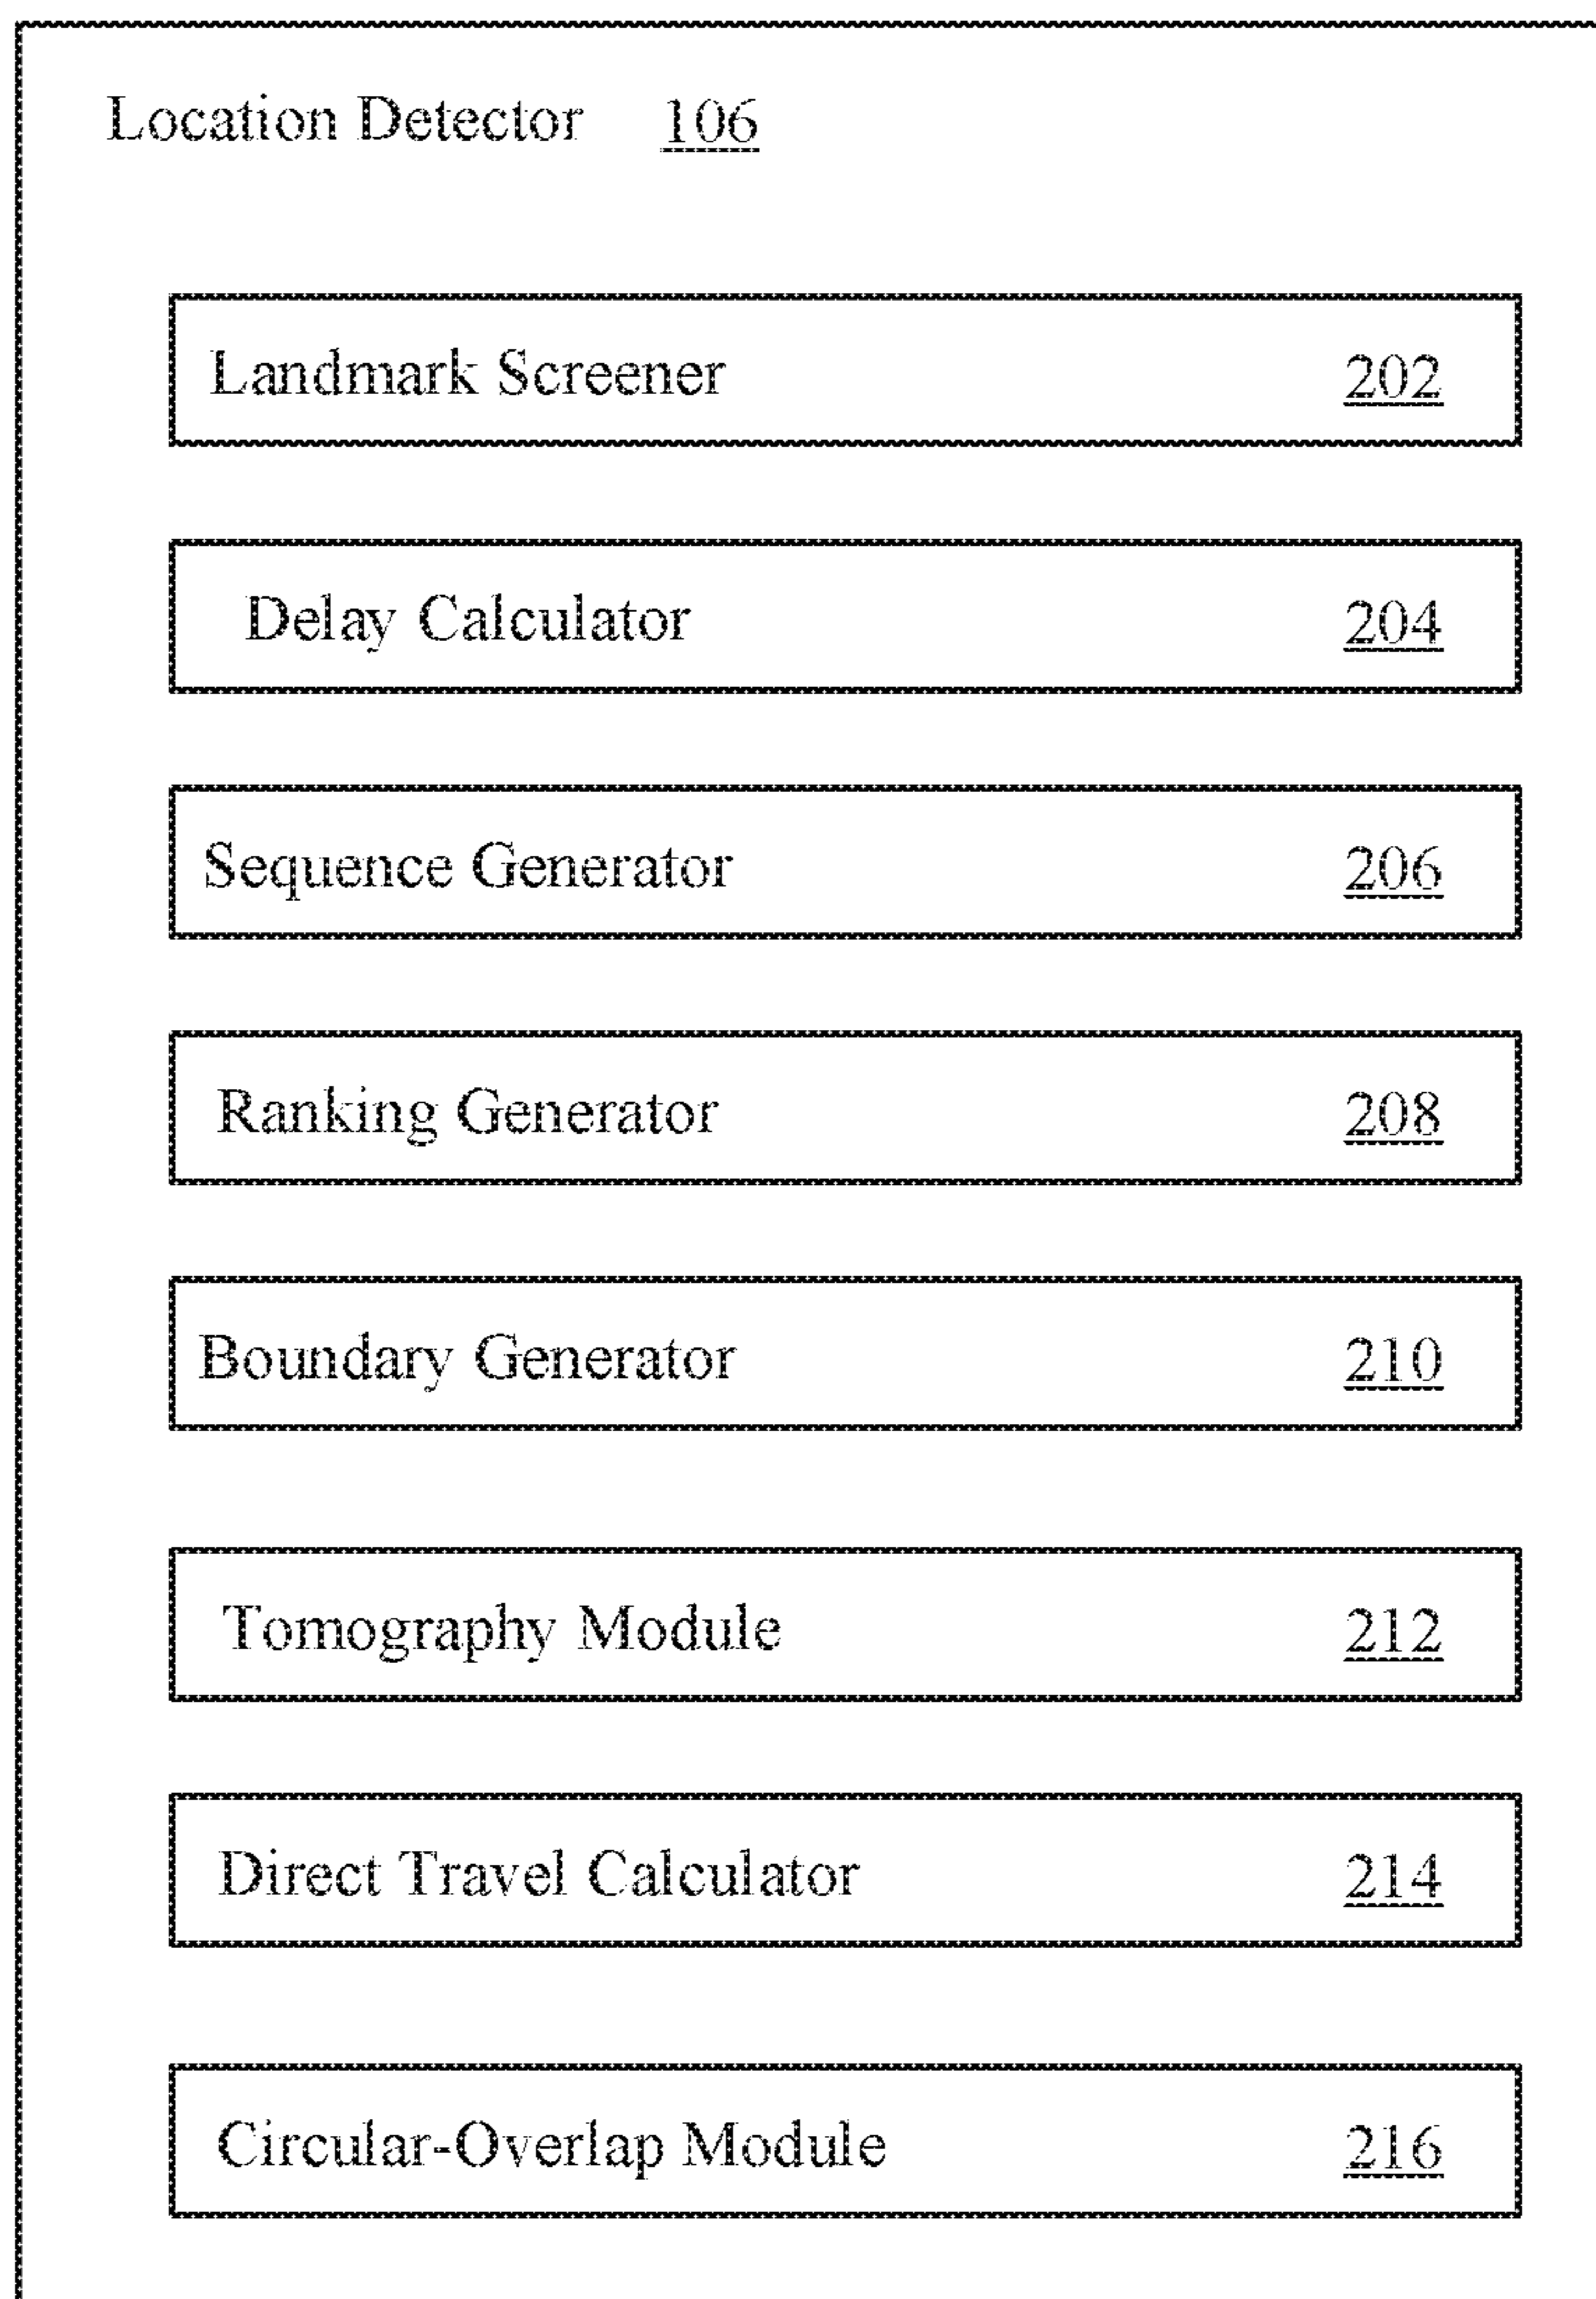 Location Detector 106
Landmark Screener 202
Delay Calculator 204
Sequence Generator 206
Ranking Generator 208
Boundary Generator 210
Tomography Module 212
Direct Travel Calculator 214
Circular-Overlap Module 216